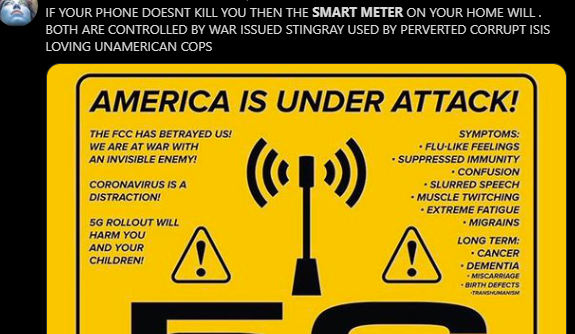 IF YOUR PHONE DOESNT KILL YOU THEN THE SMART METER ON YOUR HOME WILL .
BOTH ARE CONTROLLED BY WAR ISSUED STINGRAY USED BY PERVERTED CORRUPT ISIS
LOVING UNAMERICAN COPS
AMERICA IS UNDER ATTACK!
THE FCC HAS BETRAYED US!
WE ARE AT WAR WITH
AN INVISIBLE ENEMY!
CORONAVIRUS IS A
DISTRACTION!
5G ROLLOUT WILL
HARM YOU
AND YOUR
CHILDREN!
SYMPTOMS:
• FLU-LIKE FEELINGS
• SUPPRESSED IMMUNITY
• CONFUSION
• SLURRED SPEECH
• MUSCLE TWITCHING
• EXTREME FATIGUE
• MIGRAINS
LONG TERM:
• CANCER
• DEMENTIA
• MISCARRIAGE
• BIRTH DEFECTS
•TRANSHUMANISM
5G